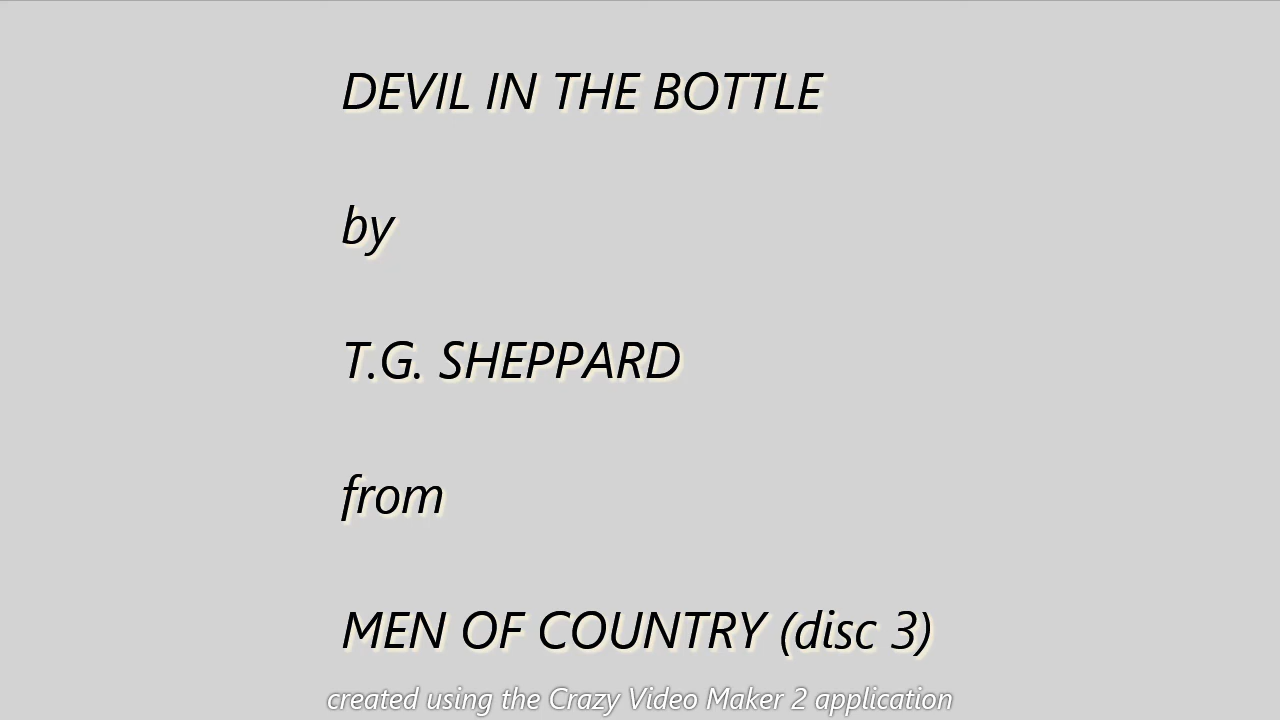 DEVIL IN THE BOTTLE
by
T.G. SHEPPARD
from
MEN OF COUNTRY (disc 3)
created using the Crazy Video Maker 2 application